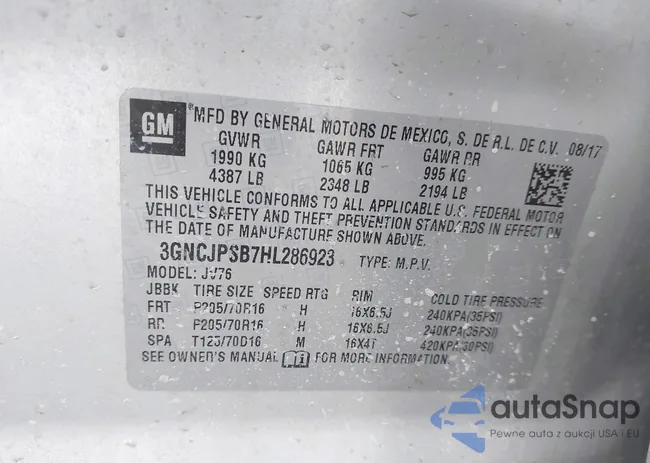 GM
MFD BY GENERAL MOTORS DE MEXICO, S. DE R.L. DE C.V. 08/17
GVWR GAWR FRT GAWR RR
1990 KG 1065 KG 995 KG
4387 LB 2348 LB 2194 LB
THIS VEHICLE CONFORMS TO ALL APPLICABLE U.S. FEDERAL MOTOR
VEHICLE SAFETY AND THEFT PREVENTION STANDARDS IN EFFECT ON
THE DATE OF MANUFACTURE SHOWN ABOVE.
3GNCJPSB7HL286923 TYPE: M.P.V.
MODEL: JV76
JBBK TIRE SIZE SPEED RTG RIM COLD TIRE PRESSURE
FRT P205/70R16 H 16X6.5J 240KPA(35PSI)
RR P205/70R16 H 16X6.5J 240KPA(35PSI)
SPA T125/70D16 M 16X4T 420KPA(60PSI)
SEE OWNER'S MANUAL FOR MORE INFORMATION.
autoSnap
Pewne auta z aukcji USA i EU